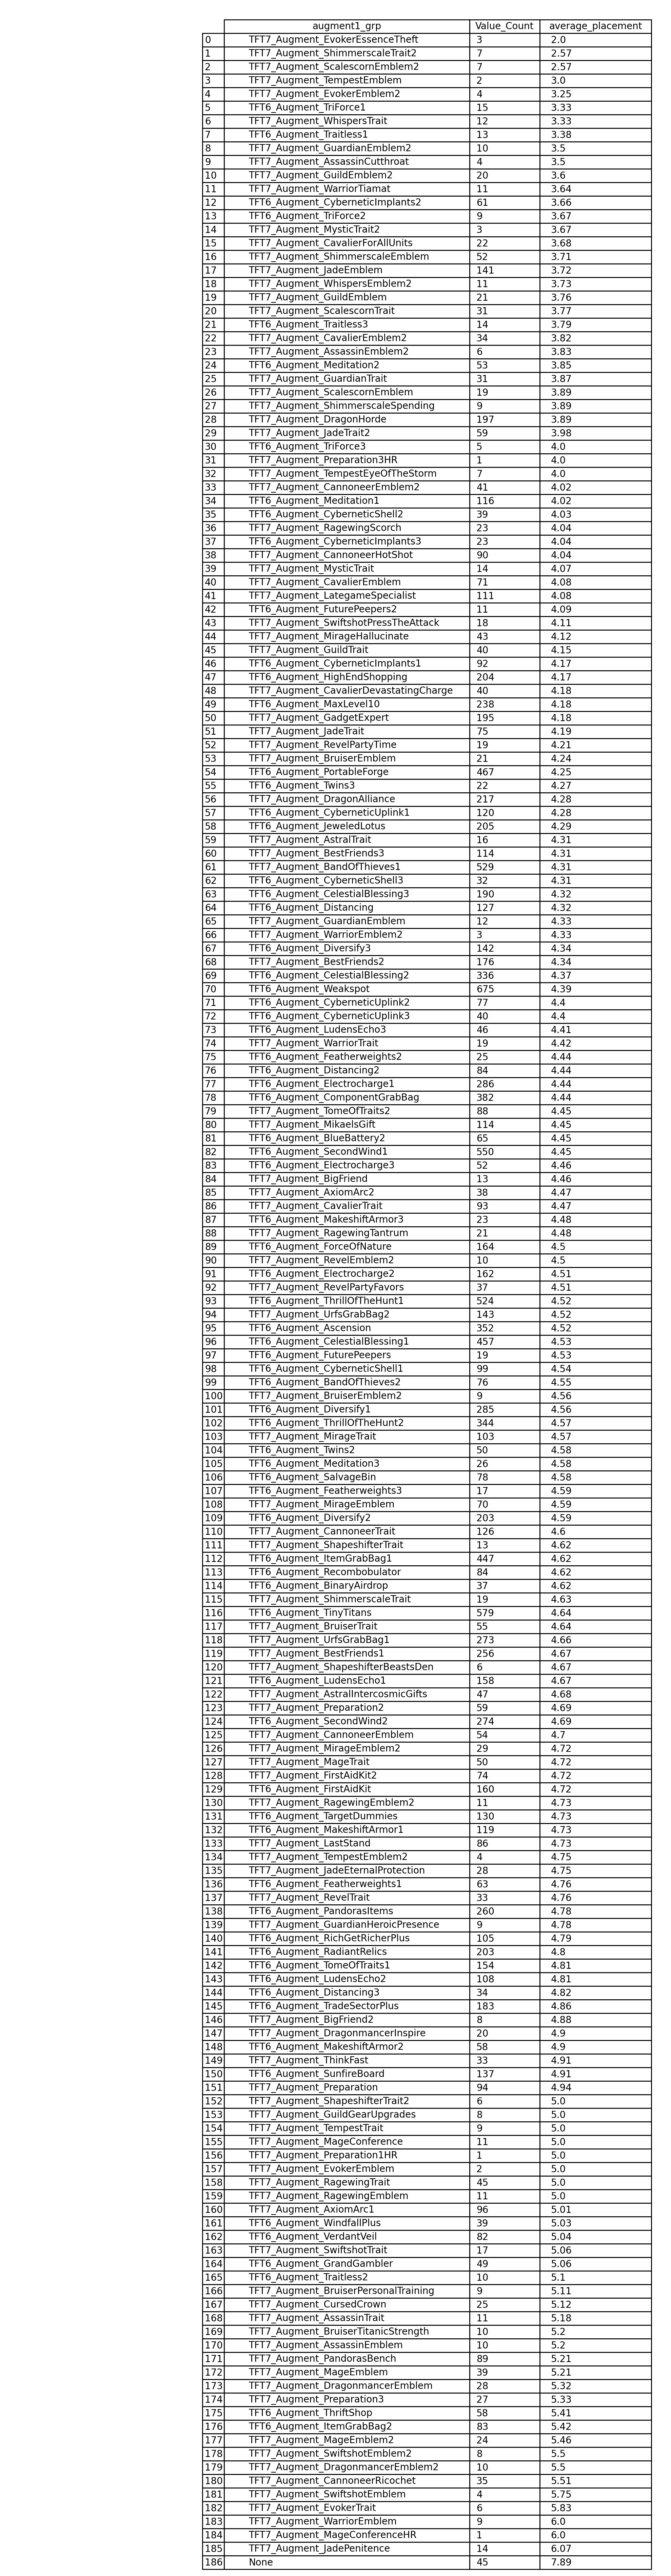 augment1_grp Value_Count average_placement
0 TFT7_Augment_EvokerEssenceTheft 3 2.0
1 TFT7_Augment_ShimmerscaleTrait2 7 2.57
2 TFT7_Augment_ScalescornEmblem2 7 2.57
3 TFT7_Augment_TempestEmblem 2 3.0
4 TFT7_Augment_EvokerEmblem2 4 3.25
5 TFT6_Augment_TriForce1 15 3.33
6 TFT7_Augment_WhispersTrait 12 3.33
7 TFT6_Augment_Traitless1 13 3.38
8 TFT7_Augment_GuardianEmblem2 10 3.5
9 TFT7_Augment_AssassinCutthroat 4 3.5
10 TFT7_Augment_GuildEmblem2 20 3.6
11 TFT7_Augment_WarriorTiamat 11 3.64
12 TFT6_Augment_CyberneticImplants2 61 3.66
13 TFT6_Augment_TriForce2 9 3.67
14 TFT7_Augment_MysticTrait2 3 3.67
15 TFT7_Augment_CavalierForAllUnits 22 3.68
16 TFT7_Augment_ShimmerscaleEmblem 52 3.71
17 TFT7_Augment_JadeEmblem 141 3.72
18 TFT7_Augment_WhispersEmblem2 11 3.73
19 TFT7_Augment_GuildEmblem 21 3.76
20 TFT7_Augment_ScalescornTrait 31 3.77
21 TFT6_Augment_Traitless3 14 3.79
22 TFT7_Augment_CavalierEmblem2 34 3.82
23 TFT7_Augment_AssassinEmblem2 6 3.83
24 TFT6_Augment_Meditation2 53 3.85
25 TFT7_Augment_GuardianTrait 31 3.87
26 TFT7_Augment_ScalescornEmblem 19 3.89
27 TFT7_Augment_ShimmerscaleSpending 9 3.89
28 TFT7_Augment_DragonHorde 197 3.89
29 TFT7_Augment_JadeTrait2 59 3.98
30 TFT6_Augment_TriForce3 5 4.0
31 TFT7_Augment_Preparation3HR 1 4.0
32 TFT7_Augment_TempestEyeOfTheStorm 7 4.0
33 TFT7_Augment_CannoneerEmblem2 41 4.02
34 TFT6_Augment_Meditation1 116 4.02
35 TFT6_Augment_CyberneticShell2 39 4.03
36 TFT7_Augment_RagewingScorch 23 4.04
37 TFT6_Augment_CyberneticImplants3 23 4.04
38 TFT7_Augment_CannoneerHotShot 90 4.04
39 TFT7_Augment_MysticTrait 14 4.07
40 TFT7_Augment_CavalierEmblem 71 4.08
41 TFT7_Augment_LategameSpecialist 111 4.08
42 TFT6_Augment_FuturePeepers2 11 4.09
43 TFT7_Augment_SwiftshotPressTheAttack 18 4.11
44 TFT7_Augment_MirageHallucinate 43 4.12
45 TFT7_Augment_GuildTrait 40 4.15
46 TFT6_Augment_CyberneticImplants1 92 4.17
47 TFT6_Augment_HighEndShopping 204 4.17
48 TFT7_Augment_CavalierDevastatingCharge 40 4.18
49 TFT6_Augment_MaxLevel10 238 4.18
50 TFT7_Augment_GadgetExpert 195 4.18
51 TFT7_Augment_JadeTrait 75 4.19
52 TFT7_Augment_RevelPartyTime 19 4.21
53 TFT7_Augment_BruiserEmblem 21 4.24
54 TFT6_Augment_PortableForge 467 4.25
55 TFT6_Augment_Twins3 22 4.27
56 TFT7_Augment_DragonAlliance 217 4.28
57 TFT6_Augment_CyberneticUplink1 120 4.28
58 TFT6_Augment_JeweledLotus 205 4.29
59 TFT7_Augment_AstralTrait 16 4.31
60 TFT7_Augment_BestFriends3 114 4.31
61 TFT7_Augment_BandOfThieves1 529 4.31
62 TFT6_Augment_CyberneticShell3 32 4.31
63 TFT6_Augment_CelestialBlessing3 190 4.32
64 TFT6_Augment_Distancing 127 4.32
65 TFT7_Augment_GuardianEmblem 12 4.33
66 TFT7_Augment_WarriorEmblem2 3 4.33
67 TFT6_Augment_Diversify3 142 4.34
68 TFT7_Augment_BestFriends2 176 4.34
69 TFT6_Augment_CelestialBlessing2 336 4.37
70 TFT6_Augment_Weakspot 675 4.39
71 TFT6_Augment_CyberneticUplink2 77 4.4
72 TFT6_Augment_CyberneticUplink3 40 4.4
73 TFT6_Augment_LudensEcho3 46 4.41
74 TFT7_Augment_WarriorTrait 19 4.42
75 TFT6_Augment_Featherweights2 25 4.44
76 TFT6_Augment_Distancing2 84 4.44
77 TFT6_Augment_Electrocharge1 286 4.44
78 TFT6_Augment_ComponentGrabBag 382 4.44
79 TFT7_Augment_TomeOfTraits2 88 4.45
80 TFT7_Augment_MikaelsGift 114 4.45
81 TFT6_Augment_BlueBattery2 65 4.45
82 TFT6_Augment_SecondWind1 550 4.45
83 TFT6_Augment_Electrocharge3 52 4.46
84 TFT7_Augment_BigFriend 13 4.46
85 TFT7_Augment_AxiomArc2 38 4.47
86 TFT7_Augment_CavalierTrait 93 4.47
87 TFT6_Augment_MakeshiftArmor3 23 4.48
88 TFT7_Augment_RagewingTantrum 21 4.48
89 TFT6_Augment_ForceOfNature 164 4.5
90 TFT7_Augment_RevelEmblem2 10 4.5
91 TFT6_Augment_Electrocharge2 162 4.51
92 TFT7_Augment_RevelPartyFavors 37 4.51
93 TFT6_Augment_ThrillOfTheHunt1 524 4.52
94 TFT7_Augment_UrfsGrabBag2 143 4.52
95 TFT6_Augment_Ascension 352 4.52
96 TFT6_Augment_CelestialBlessing1 457 4.53
97 TFT6_Augment_FuturePeepers 19 4.53
98 TFT6_Augment_CyberneticShell1 99 4.54
99 TFT6_Augment_BandOfThieves2 76 4.55
100 TFT7_Augment_BruiserEmblem2 9 4.56
101 TFT6_Augment_Diversify1 285 4.56
102 TFT6_Augment_ThrillOfTheHunt2 344 4.57
103 TFT7_Augment_MirageTrait 103 4.57
104 TFT6_Augment_Twins2 50 4.58
105 TFT6_Augment_Meditation3 26 4.58
106 TFT6_Augment_SalvageBin 78 4.58
107 TFT6_Augment_Featherweights3 17 4.59
108 TFT7_Augment_MirageEmblem 70 4.59
109 TFT6_Augment_Diversify2 203 4.59
110 TFT7_Augment_CannoneerTrait 126 4.6
111 TFT7_Augment_ShapeshifterTrait 13 4.62
112 TFT6_Augment_ItemGrabBag1 447 4.62
113 TFT6_Augment_Recombobulator 84 4.62
114 TFT6_Augment_BinaryAirdrop 37 4.62
115 TFT7_Augment_ShimmerscaleTrait 19 4.63
116 TFT6_Augment_TinyTitans 579 4.64
117 TFT7_Augment_BruiserTrait 55 4.64
118 TFT7_Augment_UrfsGrabBag1 273 4.66
119 TFT7_Augment_BestFriends1 256 4.67
120 TFT7_Augment_ShapeshifterBeastsDen 6 4.67
121 TFT6_Augment_LudensEcho1 158 4.67
122 TFT7_Augment_AstralIntercosmicGifts 47 4.68
123 TFT7_Augment_Preparation2 59 4.69
124 TFT6_Augment_SecondWind2 274 4.69
125 TFT7_Augment_CannoneerEmblem 54 4.7
126 TFT7_Augment_MirageEmblem2 29 4.72
127 TFT7_Augment_MageTrait 50 4.72
128 TFT7_Augment_FirstAidKit2 74 4.72
129 TFT6_Augment_FirstAidKit 160 4.72
130 TFT7_Augment_RagewingEmblem2 11 4.73
131 TFT6_Augment_TargetDummies 130 4.73
132 TFT6_Augment_MakeshiftArmor1 119 4.73
133 TFT7_Augment_LastStand 86 4.73
134 TFT7_Augment_TempestEmblem2 4 4.75
135 TFT7_Augment_JadeEternalProtection 28 4.75
136 TFT6_Augment_Featherweights1 63 4.76
137 TFT7_Augment_RevelTrait 33 4.76
138 TFT6_Augment_PandorasItems 260 4.78
139 TFT7_Augment_GuardianHeroicPresence 9 4.78
140 TFT6_Augment_RichGetRicherPlus 105 4.79
141 TFT6_Augment_RadiantRelics 203 4.8
142 TFT6_Augment_TomeOfTraits1 154 4.81
143 TFT6_Augment_LudensEcho2 108 4.81
144 TFT6_Augment_Distancing3 34 4.82
145 TFT6_Augment_TradeSectorPlus 183 4.86
146 TFT7_Augment_BigFriend2 8 4.88
147 TFT7_Augment_DragonmancerInspire 20 4.9
148 TFT6_Augment_MakeshiftArmor2 58 4.9
149 TFT7_Augment_ThinkFast 33 4.91
150 TFT6_Augment_SunfireBoard 137 4.91
151 TFT7_Augment_Preparation 94 4.94
152 TFT7_Augment_ShapeshifterTrait2 6 5.0
153 TFT7_Augment_GuildGearUpgrades 8 5.0
154 TFT7_Augment_TempestTrait 9 5.0
155 TFT7_Augment_MageConference 11 5.0
156 TFT7_Augment_Preparation1HR 1 5.0
157 TFT7_Augment_EvokerEmblem 2 5.0
158 TFT7_Augment_RagewingTrait 45 5.0
159 TFT7_Augment_RagewingEmblem 11 5.0
160 TFT7_Augment_AxiomArc1 96 5.01
161 TFT6_Augment_WindfallPlus 39 5.03
162 TFT6_Augment_VerdantVeil 82 5.04
163 TFT7_Augment_SwiftshotTrait 17 5.06
164 TFT6_Augment_GrandGambler 49 5.06
165 TFT6_Augment_Traitless2 10 5.1
166 TFT7_Augment_BruiserPersonalTraining 9 5.11
167 TFT7_Augment_CursedCrown 25 5.12
168 TFT7_Augment_AssassinTrait 11 5.18
169 TFT7_Augment_BruiserTitanicStrength 10 5.2
170 TFT7_Augment_AssassinEmblem 10 5.2
171 TFT7_Augment_PandorasBench 89 5.21
172 TFT7_Augment_MageEmblem 39 5.21
173 TFT7_Augment_DragonmancerEmblem 28 5.32
174 TFT7_Augment_Preparation3 27 5.33
175 TFT6_Augment_ThriftShop 58 5.41
176 TFT6_Augment_ItemGrabBag2 83 5.42
177 TFT7_Augment_MageEmblem2 24 5.46
178 TFT7_Augment_SwiftshotEmblem2 8 5.5
179 TFT7_Augment_DragonmancerEmblem2 10 5.5
180 TFT7_Augment_CannoneerRicochet 35 5.51
181 TFT7_Augment_SwiftshotEmblem 4 5.75
182 TFT7_Augment_EvokerTrait 6 5.83
183 TFT7_Augment_WarriorEmblem 9 6.0
184 TFT7_Augment_MageConferenceHR 1 6.0
185 TFT7_Augment_JadePenitence 14 6.07
186 None 45 7.89